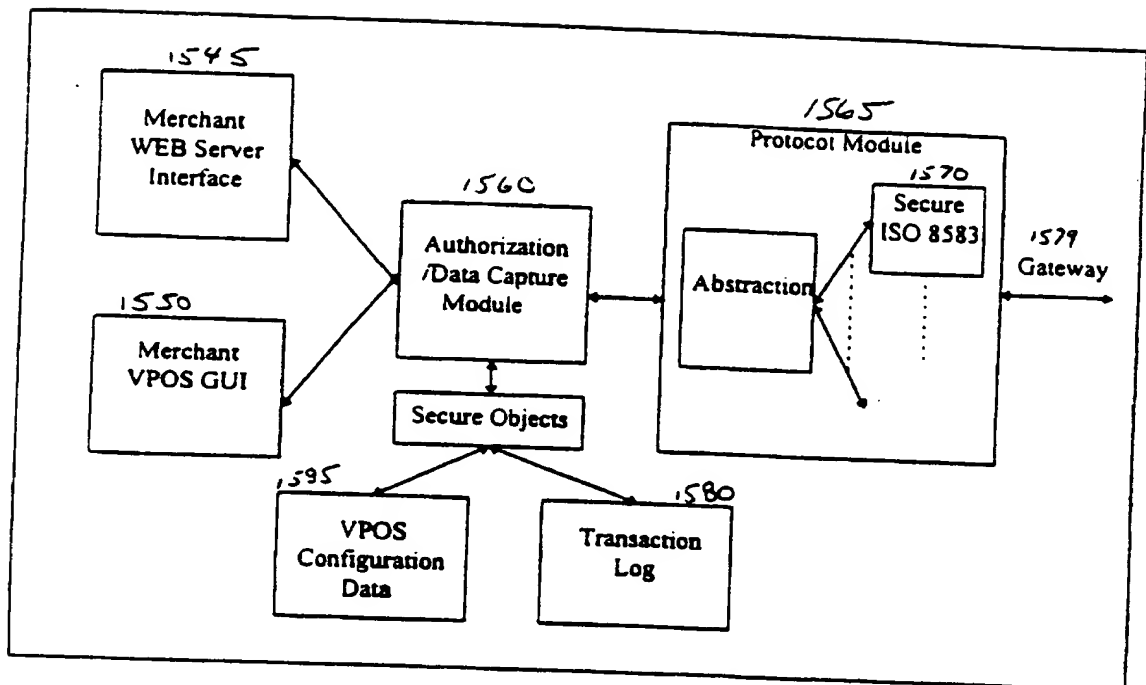 1545
Merchant
WEB Server
Interface
1550
Merchant
VPOS GUI
1560
Authorization
/Data Capture
Module
Secure Objects
1595
VPOS
Configuration
Data
1580
Transaction
Log
1565
Protocol Module
Abstraction
1570
Secure
ISO 8583
1579
Gateway